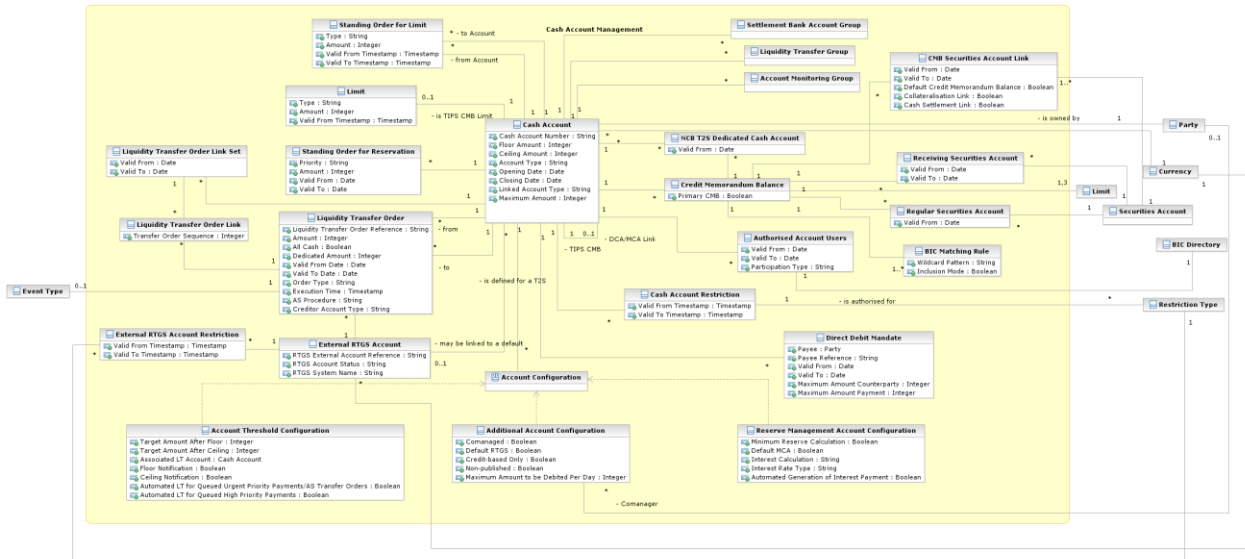 Cash Account Management
Standing Order for Limit
Type : String
Amount : Integer
Valid From Timestamp : Timestamp
Valid To Timestamp : Timestamp
* - to Account
*
- from Account
Settlement Bank Account Group
Liquidity Transfer Group
Account Monitoring Group
CMB Securities Account Link
Valid From : Date
Valid To : Date
Default Credit Memorandum Balance : Boolean
Collateralisation Link : Boolean
Cash Settlement Link : Boolean
1..*
Limit
Type : String
Amount : Integer
Valid From Timestamp : Timestamp
0..1
- is TIPS CMB Limit
Cash Account
Cash Account Number : String
Floor Amount : Integer
Ceiling Amount : Integer
Account Type : String
Opening Date : Date
Closing Date : Date
Linked Account Type : String
Maximum Amount : Integer
- is owned by
1
Party
0..1
NCB T2S Dedicated Cash Account
Valid From : Date
Liquidity Transfer Order Link Set
Valid From : Date
Valid To : Date
Standing Order for Reservation
Priority : String
Amount : Integer
Valid From : Date
Valid To : Date
Receiving Securities Account
Valid From : Date
Valid To : Date
Currency
Credit Memorandum Balance
Primary CMB : Boolean
1,3
Limit
Liquidity Transfer Order Link
Transfer Order Sequence : Integer
Liquidity Transfer Order
Liquidity Transfer Order Reference : String
Amount : Integer
All Cash : Boolean
Dedicated Amount : Integer
Valid From Date : Date
Valid To Date : Date
Order Type : String
Execution Time : Timestamp
AS Procedure : String
Creditor Account Type : String
- from
- to
Regular Securities Account
Valid From : Date
Securities Account
1 0..1
- DCA/MCA Link
- TIPS CMB
Authorised Account Users
Valid From : Date
Valid To : Date
Participation Type : String
BIC Matching Rule
Wildcard Pattern : String
Inclusion Mode : Boolean
1..*
BIC Directory
- is defined for a T2S
Event Type
0..1
Cash Account Restriction
Valid From Timestamp : Timestamp
Valid To Timestamp : Timestamp
- is authorised for
Restriction Type
External RTGS Account Restriction
Valid From Timestamp : Timestamp
Valid To Timestamp : Timestamp
External RTGS Account
RTGS External Account Reference : String
RTGS Account Status : String
RTGS System Name : String
- may be linked to a default
0..1
Direct Debit Mandate
Payee : Party
Payee Reference : String
Valid From : Date
Valid To : Date
Maximum Amount Counterparty : Integer
Maximum Amount Payment : Integer
Account Configuration
Account Threshold Configuration
Target Amount After Floor : Integer
Target Amount After Ceiling : Integer
Associated LT Account : Cash Account
Floor Notification : Boolean
Ceiling Notification : Boolean
Automated LT for Queued Urgent Priority Payments/AS Transfer Orders : Boolean
Automated LT for Queued High Priority Payments : Boolean
Additional Account Configuration
Comanaged : Boolean
Default RTGS : Boolean
Credit-based Only : Boolean
Non-published : Boolean
Maximum Amount to be Debited Per Day : Integer
*
- Comanager
Reserve Management Account Configuration
Minimum Reserve Calculation : Boolean
Default MCA : Boolean
Interest Calculation : String
Interest Rate Type : String
Automated Generation of Interest Payment : Boolean